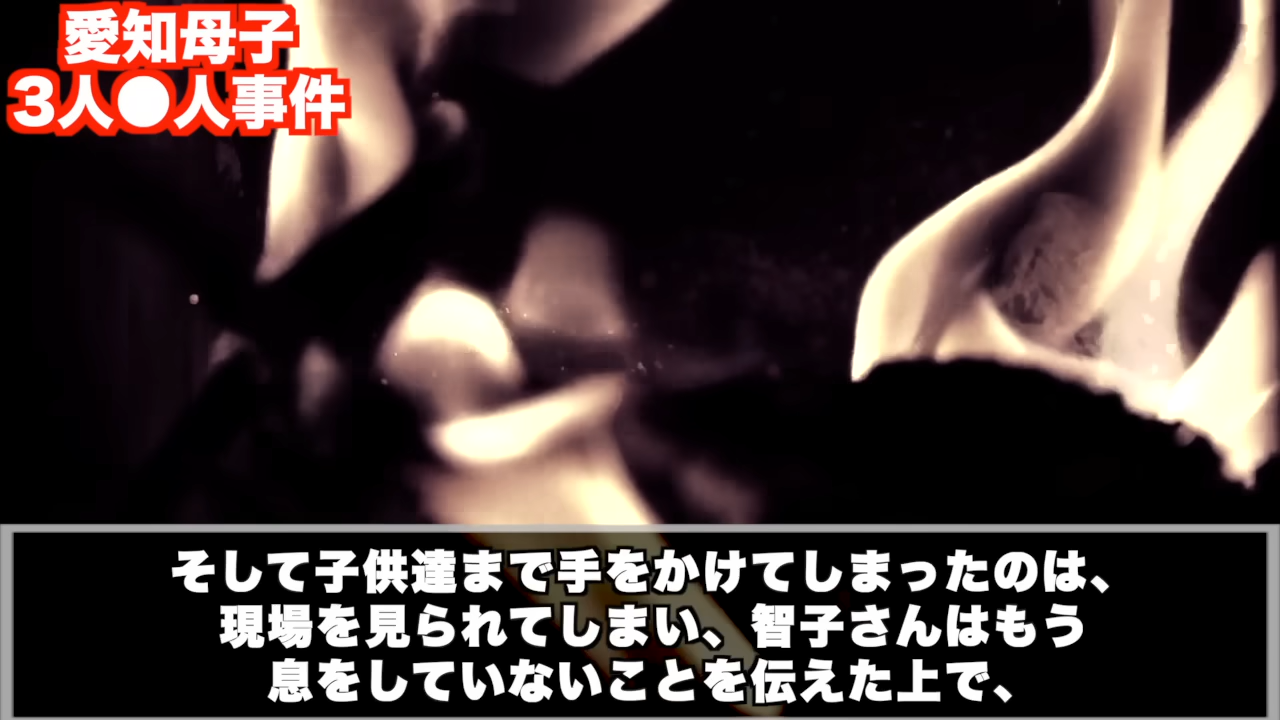 愛知母子
3人●人事件
そして子供達まで手をかけてしまったのは、
現場を見られてしまい、智子さんはもう
息をしていないことを伝えた上で、